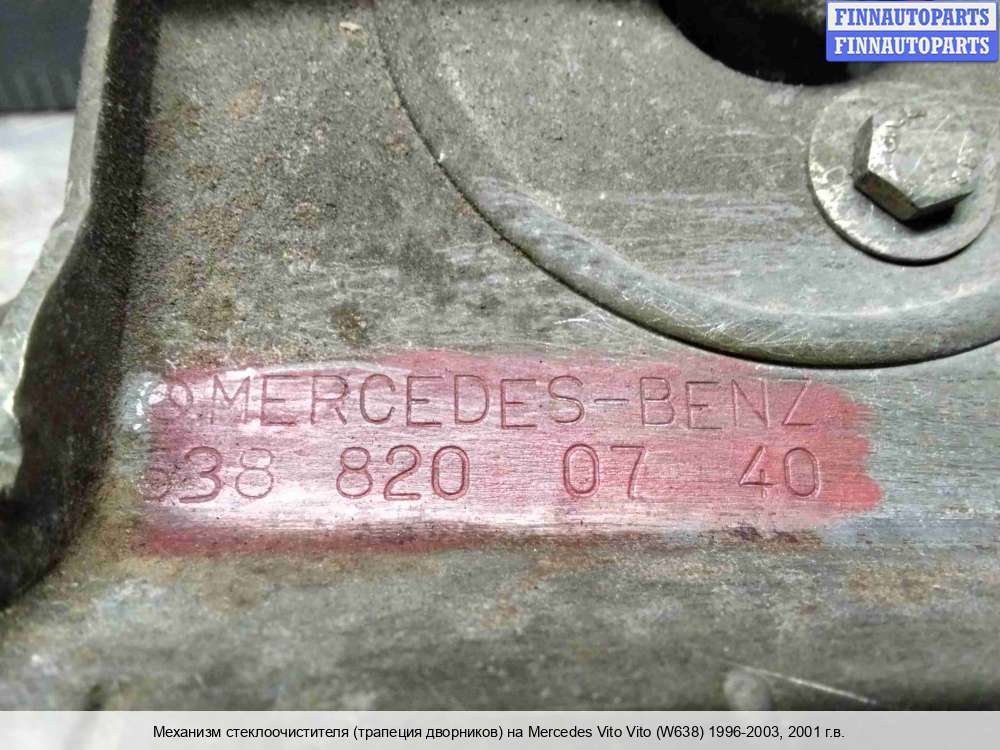 FINNAUTOPARTS
FINNAUTOPARTS
MERCEDES-BENZ
638 820 07 40
Механизм стеклоочистителя (трапеция дворников) на Mercedes Vito Vito (W638) 1996-2003, 2001 г.в.